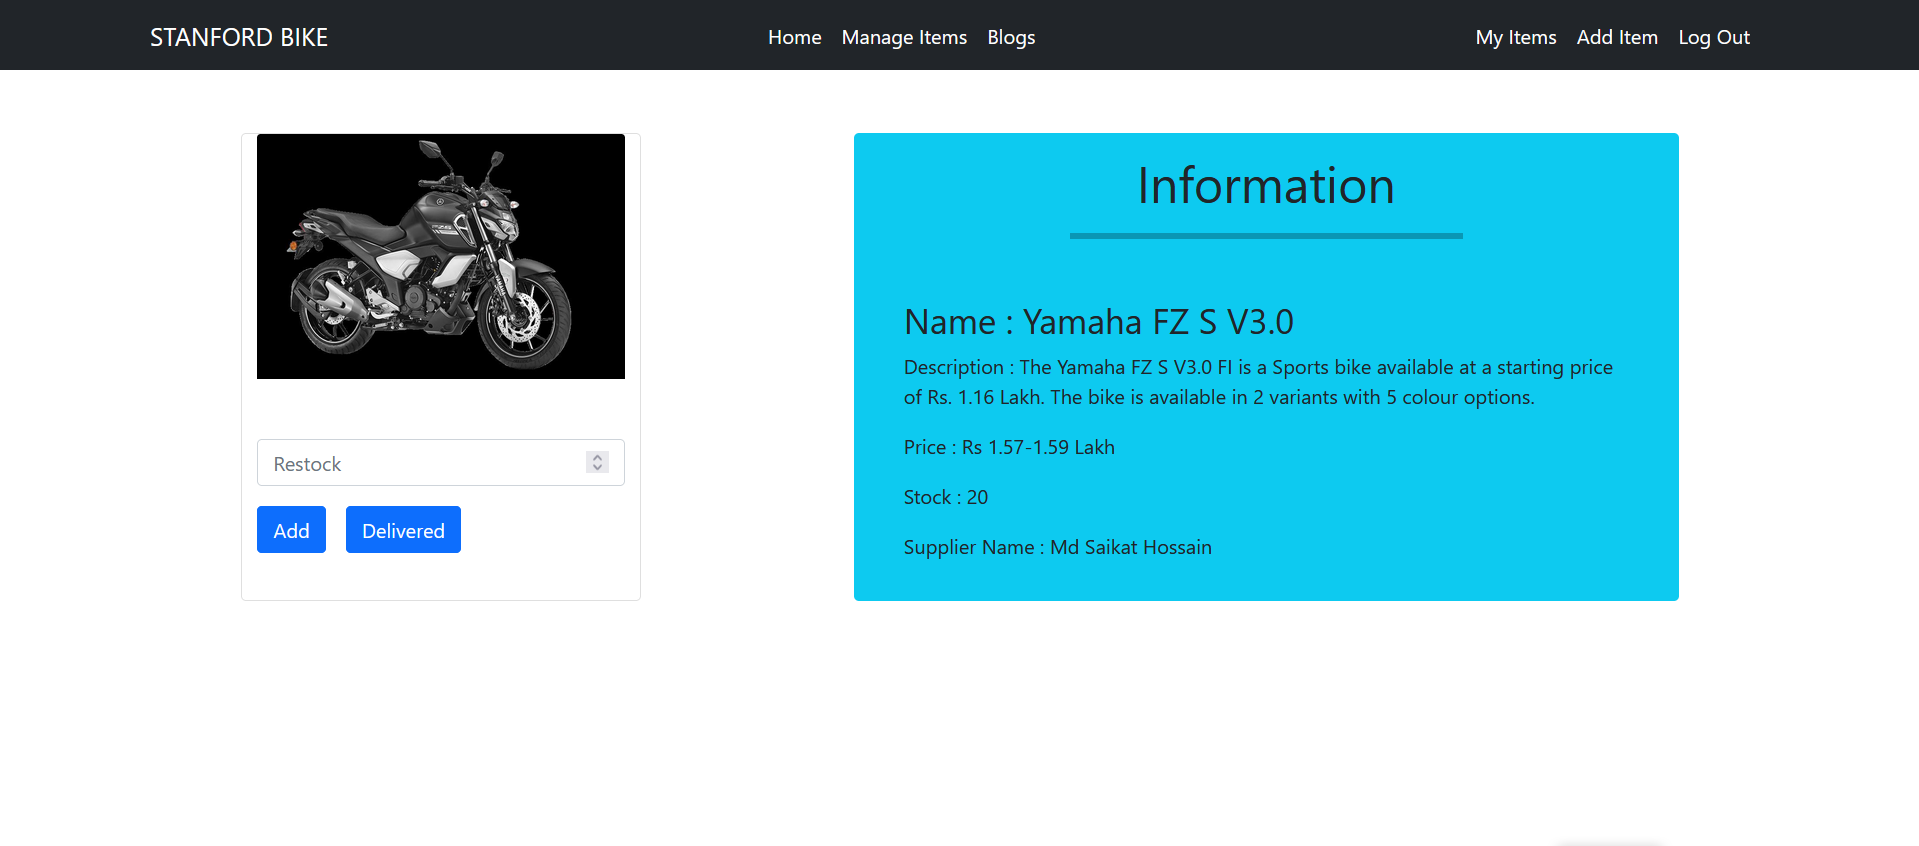 STANFORD BIKE
Home Manage Items Blogs
My Items Add Item Log Out
Restock
Add Delivered
Information
Name : Yamaha FZ S V3.0
Description : The Yamaha FZ S V3.0 FI is a Sports bike available at a starting price
of Rs. 1.16 Lakh. The bike is available in 2 variants with 5 colour options.
Price : Rs 1.57-1.59 Lakh
Stock : 20
Supplier Name : Md Saikat Hossain